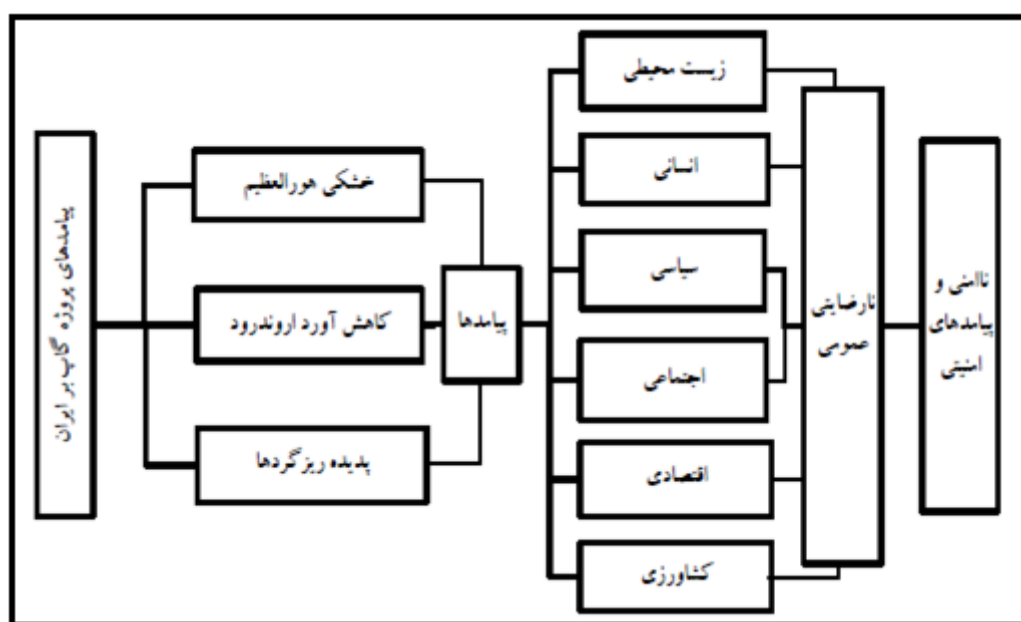 پیامدهای پروژه گاپ بر ایران
خشکی هورالعظیم
کاهش آورد اروندرود
پدیده ریزگردها
پیامدها
زیست محیطی
انسانی
سیاسی
اجتماعی
اقتصادی
کشاورزی
نارضایتی
عمومی
ناامنی و
پیامدهای
امنیتی